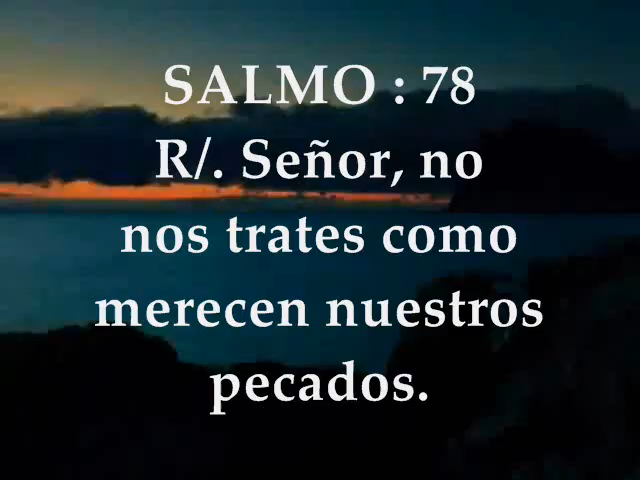 SALMO : 78
R/. Señor, no
nos trates como
merecen nuestros
pecados.